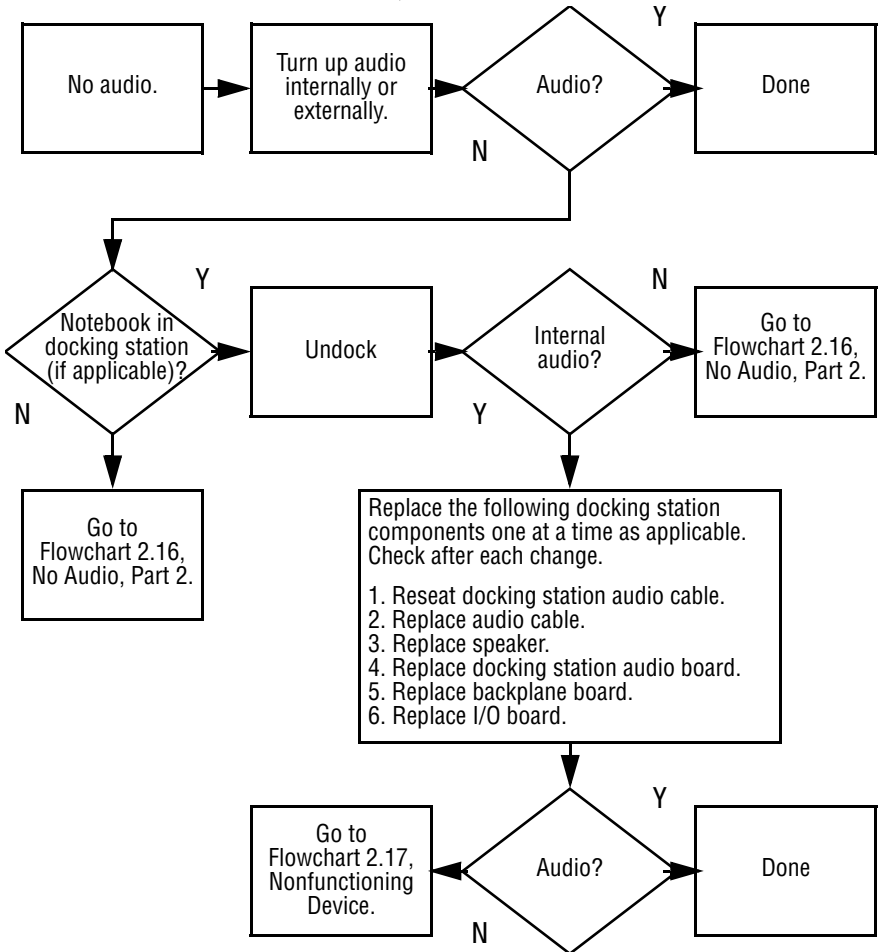 Y
No audio.
Turn up audio
internally or
externally.
Audio?
Done
N
Y
N
Notebook in
docking station
(if applicable)?
Undock
Internal
audio?
Go to
Flowchart 2.16,
No Audio, Part 2.
N
Y
Go to
Flowchart 2.16,
No Audio, Part 2.
Replace the following docking station
components one at a time as applicable.
Check after each change.
1. Reseat docking station audio cable.
2. Replace audio cable.
3. Replace speaker.
4. Replace docking station audio board.
5. Replace backplane board.
6. Replace I/O board.
Y
Go to
Flowchart 2.17,
Nonfunctioning
Device.
Audio?
Done
N